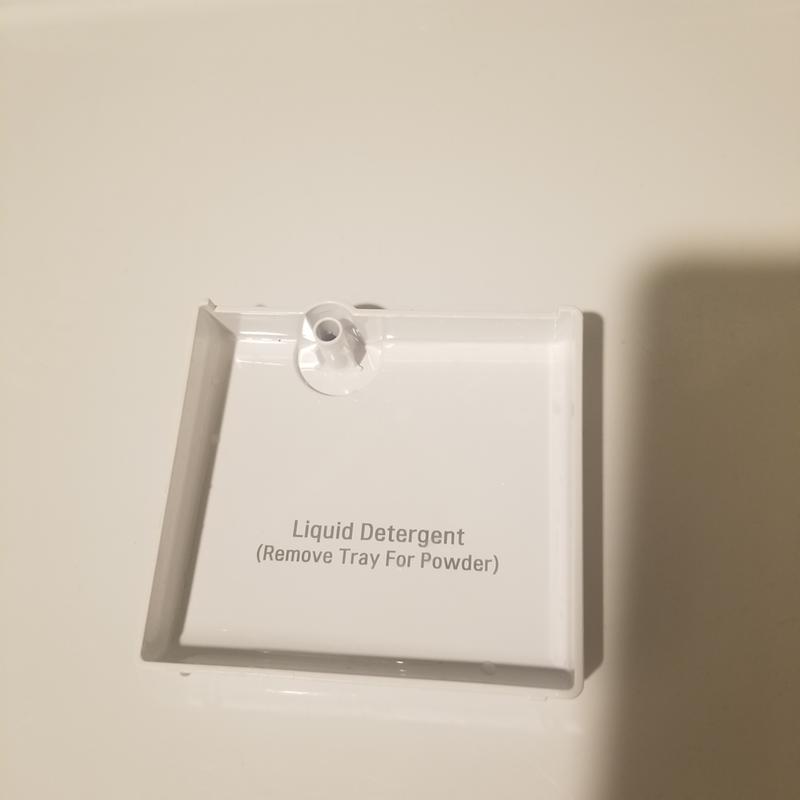 Liquid Detergent
(Remove Tray For Powder)